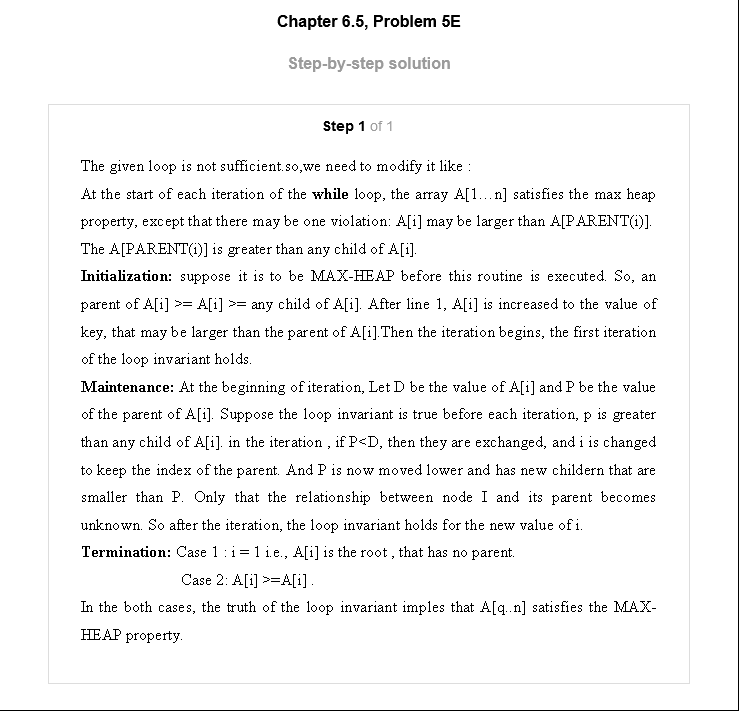 Chapter 6.5, Problem 5E
Step-by-step solution
Step 1 of 1
The given loop is not sufficient.so,we need to modify it like :
At the start of each iteration of the while loop, the array A[1...n] satisfies the max heap
property, except that there may be one violation: A[i] may be larger than A[PARENT(i)].
The A[PARENT(i)] is greater than any child of A[i].
Initialization: suppose it is to be MAX-HEAP before this routine is executed. So, an
parent of A[i] >= A[i] >= any child of A[i]. After line 1, A[i] is increased to the value of
key, that may be larger than the parent of A[i].Then the iteration begins, the first iteration
of the loop invariant holds.
Maintenance: At the beginning of iteration, Let D be the value of A[i] and P be the value
of the parent of A[i]. Suppose the loop invariant is true before each iteration, p is greater
than any child of A[i]. in the iteration , if P<D, then they are exchanged, and i is changed
to keep the index of the parent. And P is now moved lower and has new childern that are
smaller than P. Only that the relationship between node I and its parent becomes
unknown. So after the iteration, the loop invariant holds for the new value of i.
Termination: Case 1 : i = 1 i.e., A[i] is the root , that has no parent.
Case 2: A[i] >=A[i] .
In the both cases, the truth of the loop invariant imples that A[q..n] satisfies the MAX-
HEAP property.